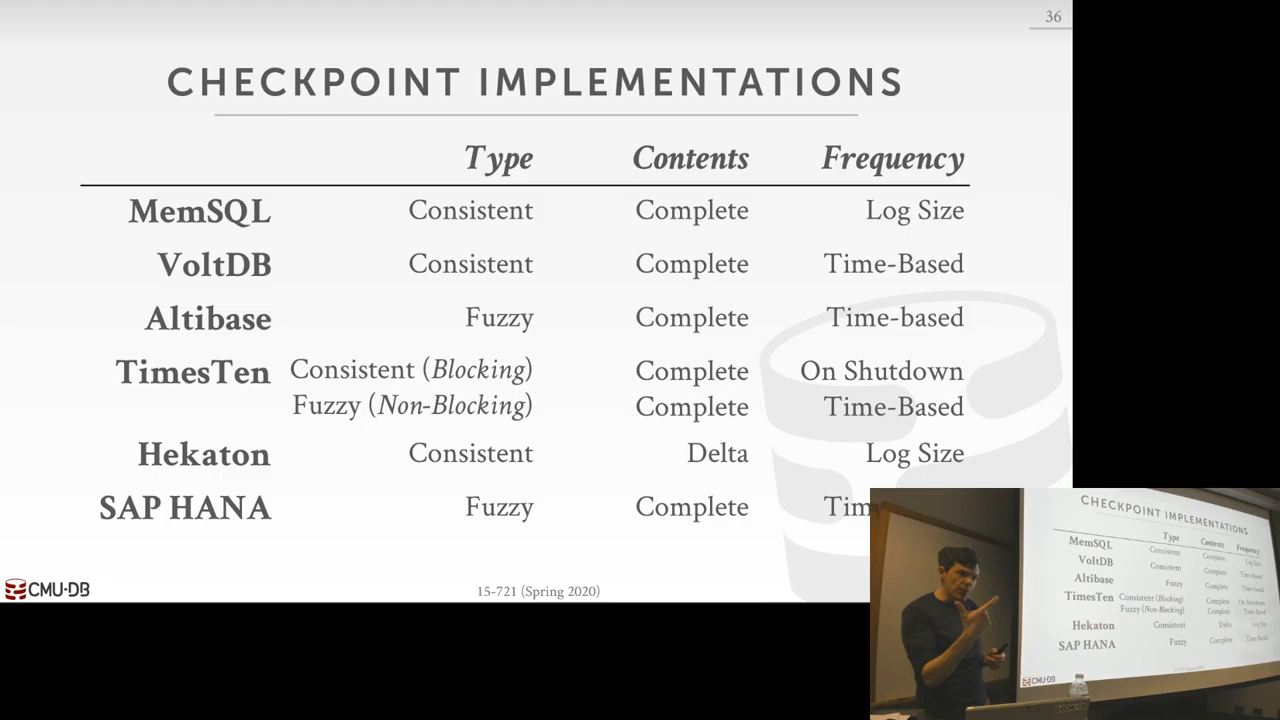 36
CHECKPOINT IMPLEMENTATIONS
Type Contents Frequency
MemSQL Consistent Complete Log Size
VoltDB Consistent Complete Time-Based
Altibase Fuzzy Complete Time-based
TimesTen Consistent (Blocking) Complete On Shutdown
Fuzzy (Non-Blocking) Complete Time-Based
Hekaton Consistent Delta Log Size
SAP HANA Fuzzy Complete Tim
CMU·DB
15-721 (Spring 2020)
CHECKPOINT IMPLEMENTATIONS
Type Contents Frequency
MemSQL Consistent Complete Log Size
VoltDB Consistent Complete Time-Based
Altibase Fuzzy Complete Time-based
TimesTen Consistent (Blocking) Complete On Shutdown
Fuzzy (Non-Blocking) Complete Time-Based
Hekaton Consistent Delta Log Size
SAP HANA Fuzzy Complete Time-Based
CMU·DB